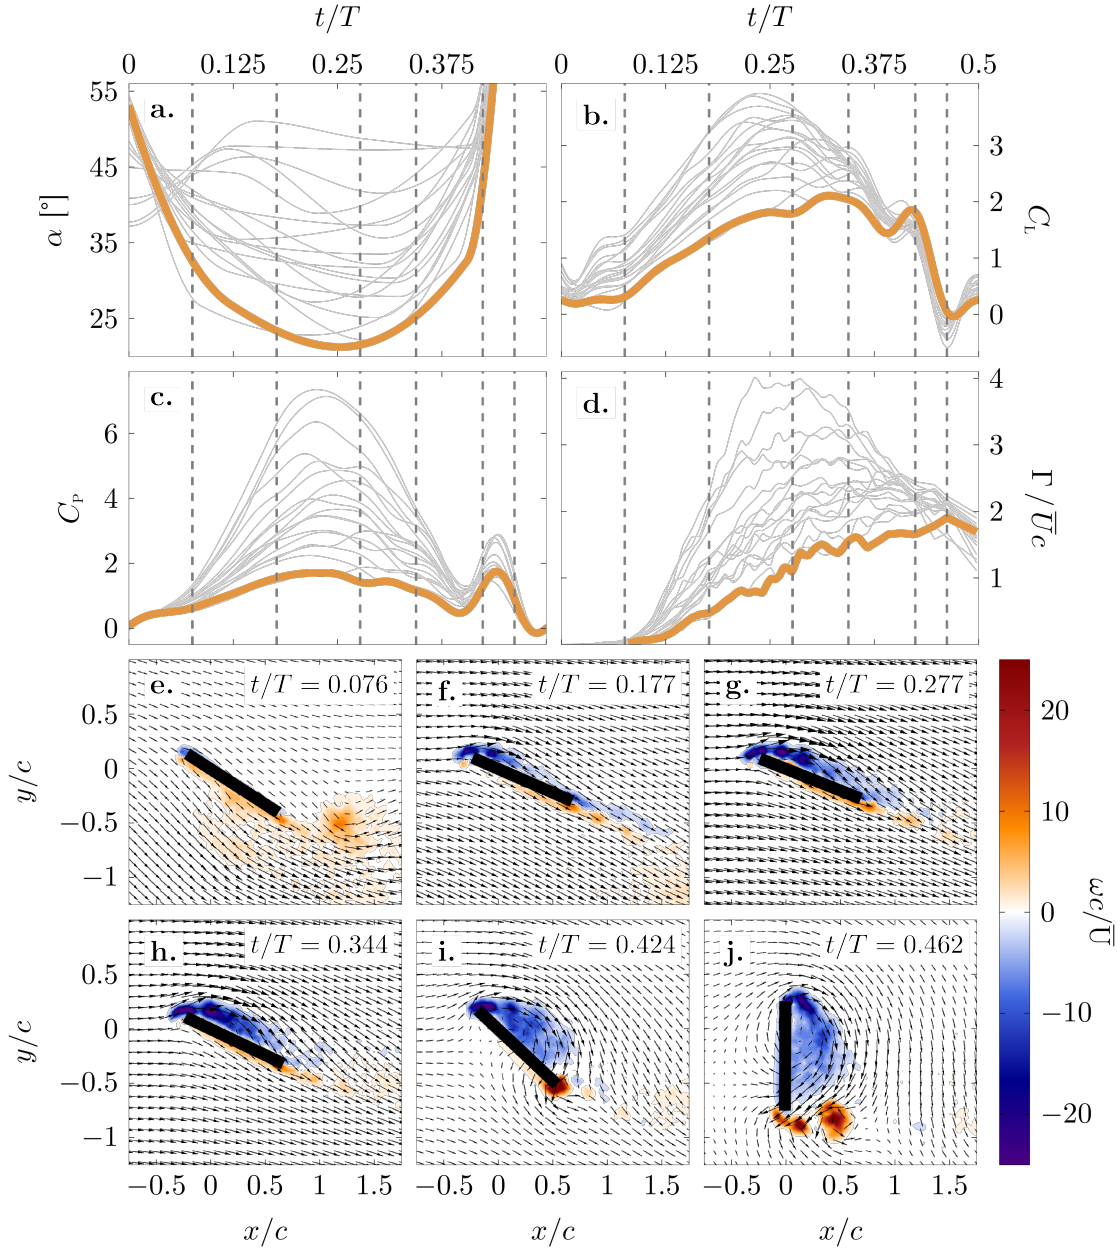 t/T t/T
0 0.125 0.25 0.375 0 0.125 0.25 0.375 0.5
a. b.
55
45
35
25
α [°]
3
2
1
0
C_L
c. d.
6
4
2
0
C_P
4
3
2
1
Γ/U̅c
e. t/T = 0.076 f. t/T = 0.177 g. t/T = 0.277
0.5
0
−0.5
−1
y/c
h. t/T = 0.344 i. t/T = 0.424 j. t/T = 0.462
0.5
0
−0.5
−1
y/c
20
10
0
−10
−20
ωc/U̅
−0.5 0 0.5 1 1.5 −0.5 0 0.5 1 1.5 −0.5 0 0.5 1 1.5
x/c x/c x/c